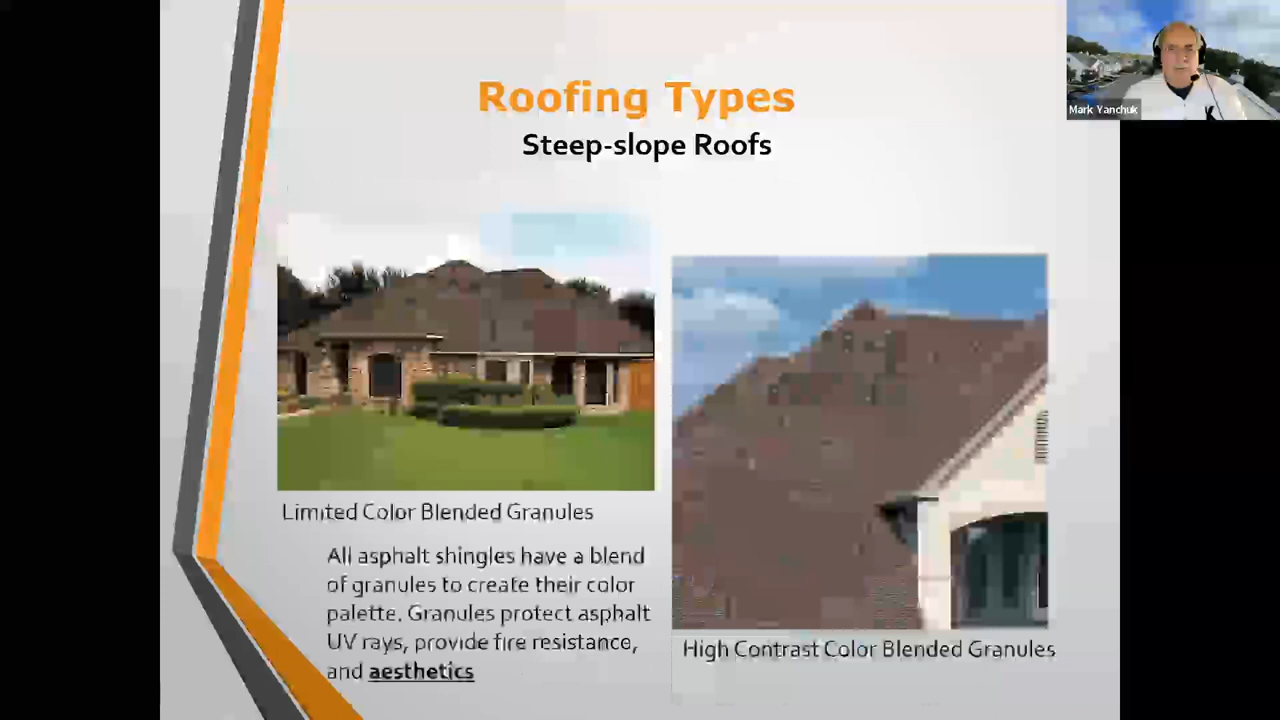 Roofing Types
Steep-slope Roofs
Mark Yanchuk
Limited Color Blended Granules
All asphalt shingles have a blend
of granules to create their color
palette. Granules protect asphalt
UV rays, provide fire resistance,
and aesthetics
High Contrast Color Blended Granules